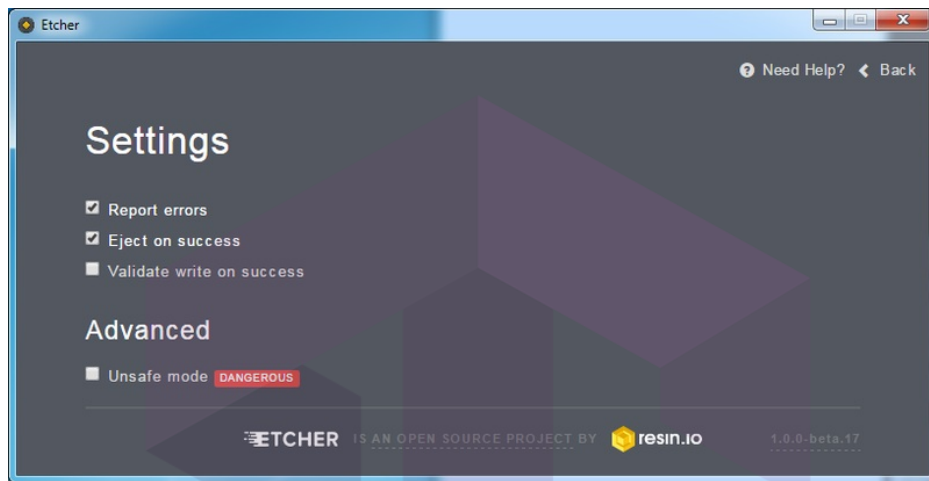 Etcher
Need Help? Back
Settings
Report errors
Eject on success
Validate write on success
Advanced
Unsafe mode DANGEROUS
ETCHER IS AN OPEN SOURCE PROJECT BY resin.io 1.0.0-beta.17